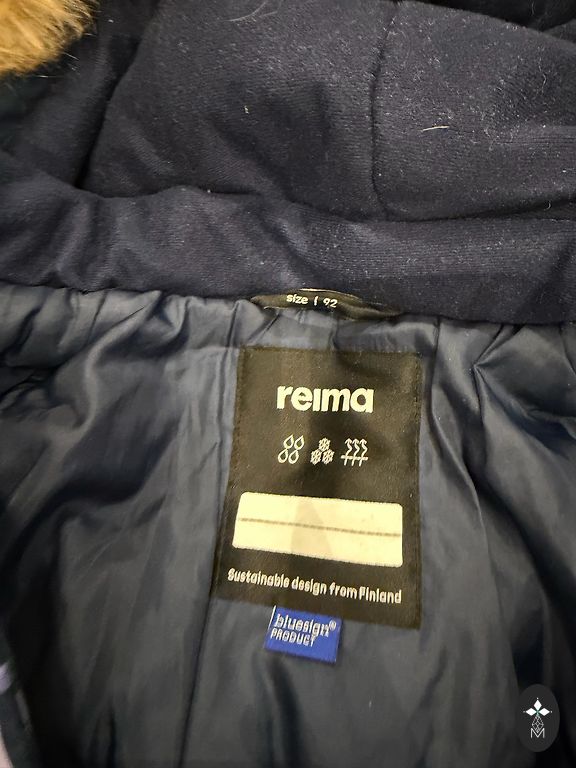 size | 92
reima
Sustainable design from Finland
bluesign®
PRODUCT
M